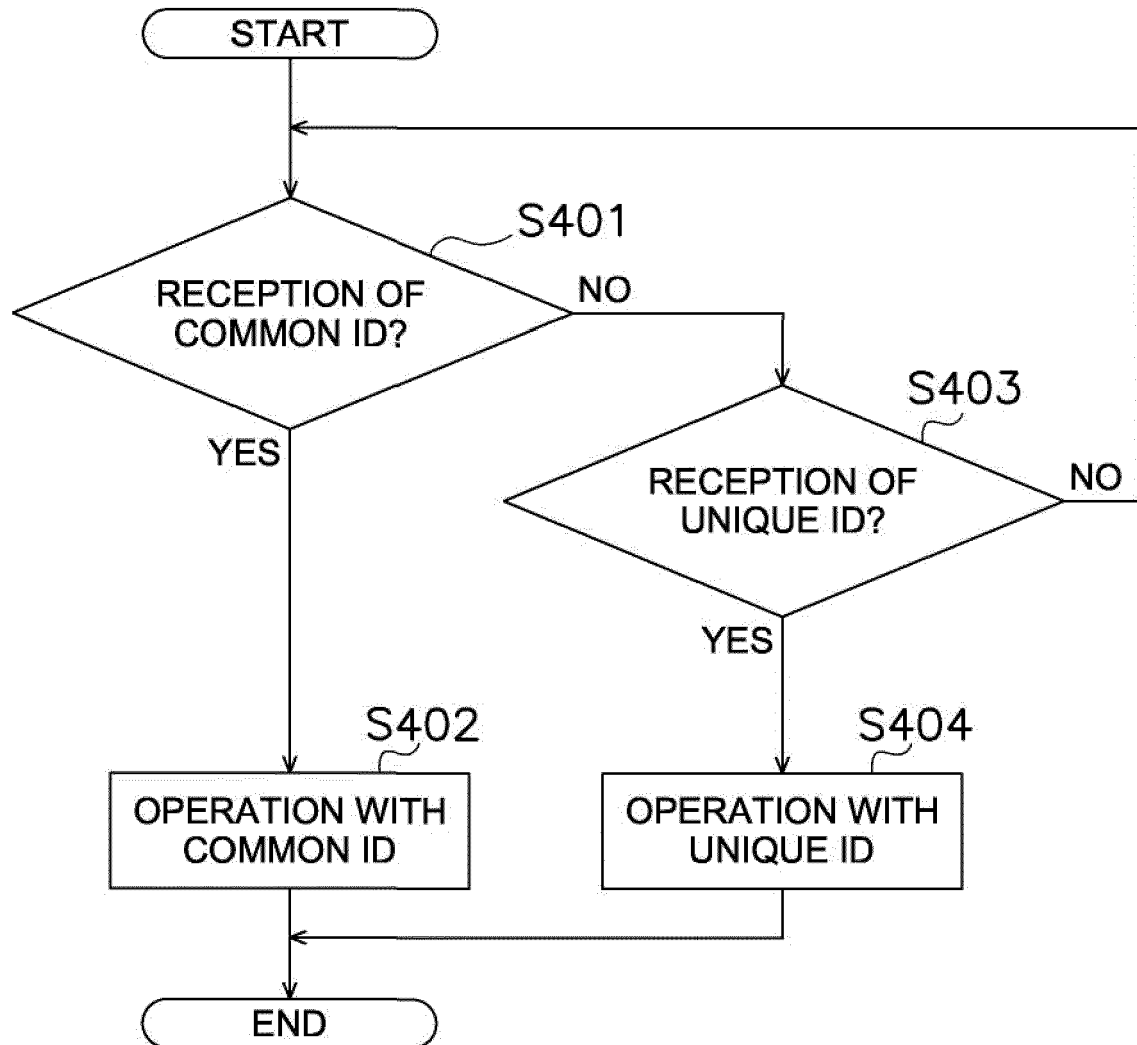 START
S401
RECEPTION OF
COMMON ID?
NO
YES
S403
RECEPTION OF
UNIQUE ID?
NO
YES
S402
OPERATION WITH
COMMON ID
S404
OPERATION WITH
UNIQUE ID
END